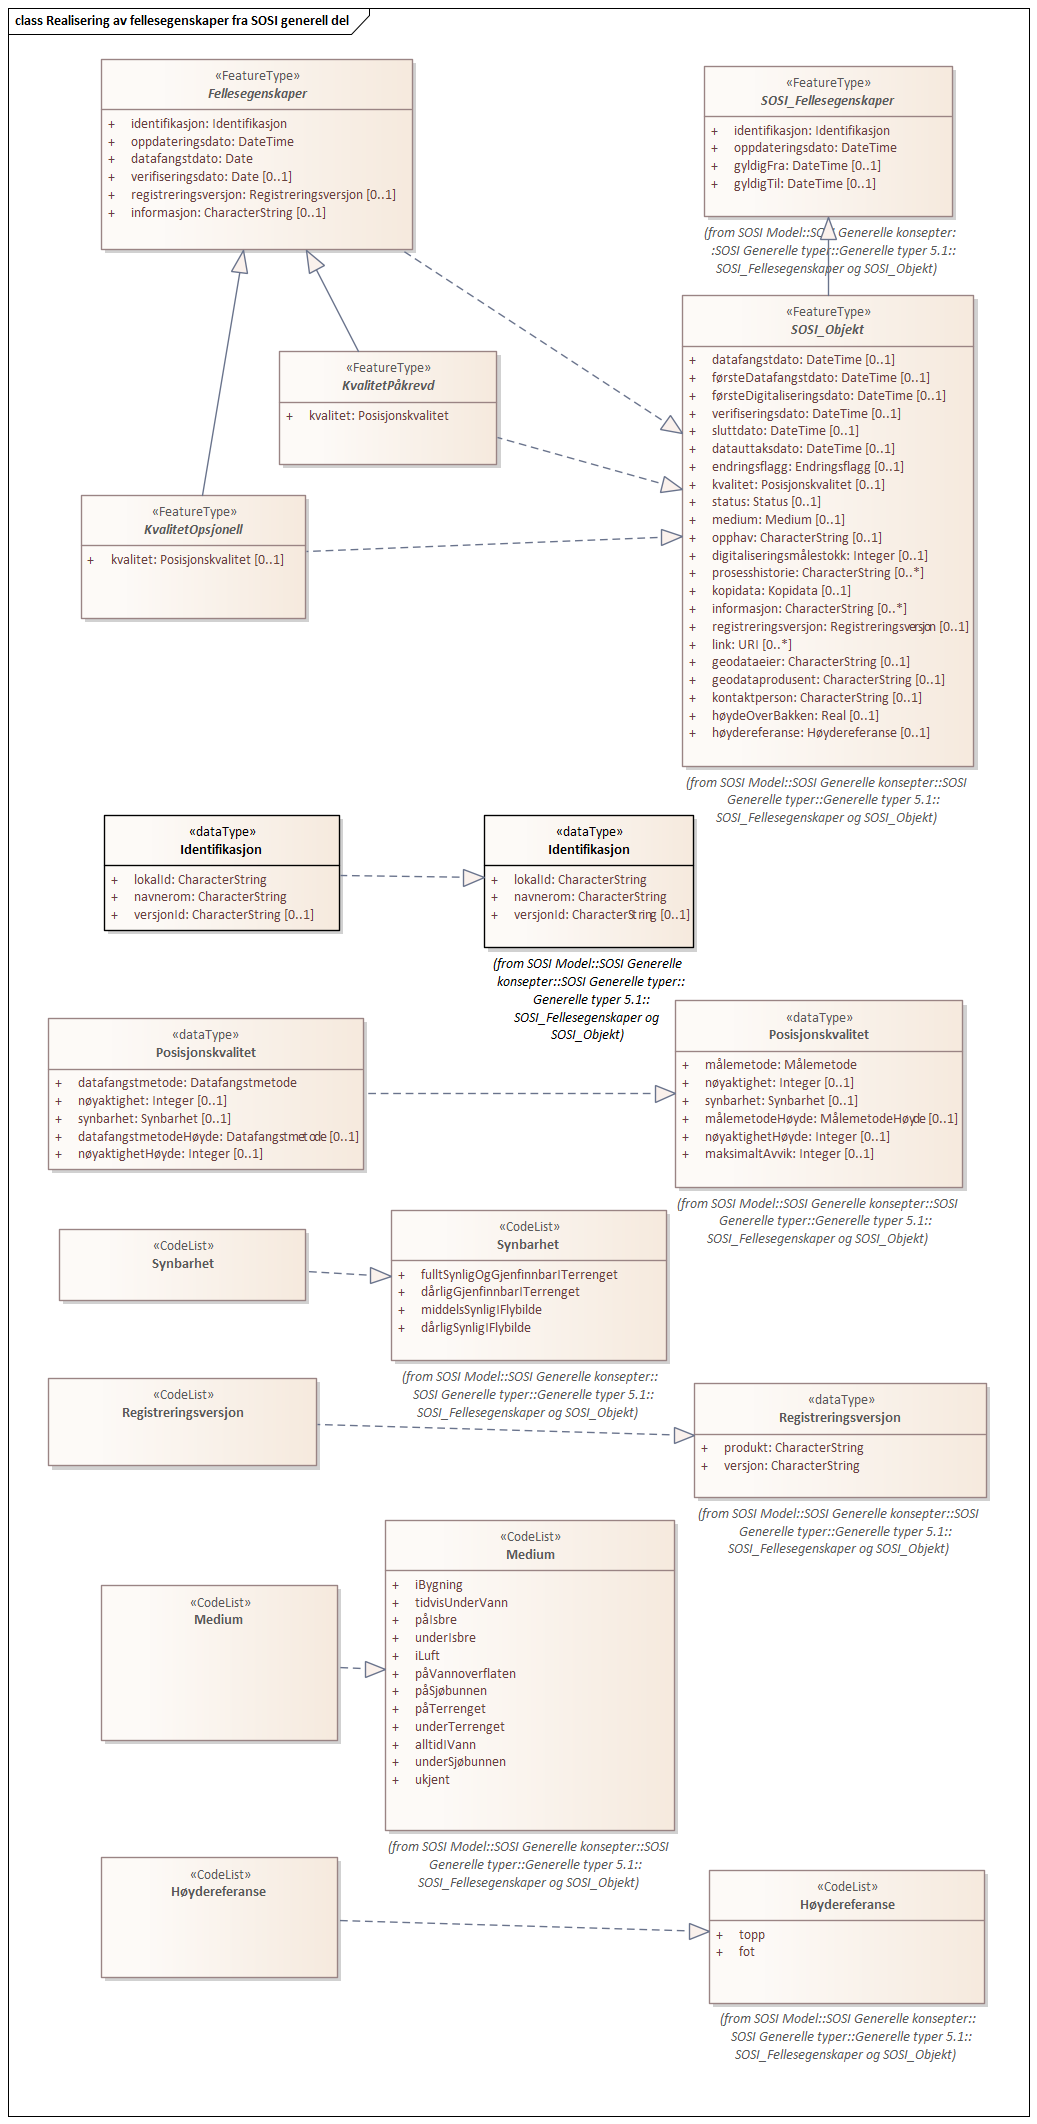 class Realisering av fellesegenskaper fra SOSI generell del
«FeatureType»
Fellesegenskaper
+ identifikasjon: Identifikasjon
+ oppdateringsdato: DateTime
+ datafangstdato: Date
+ verifiseringsdato: Date [0..1]
+ registreringsversjon: Registreringsversjon [0..1]
+ informasjon: CharacterString [0..1]
«FeatureType»
SOSI_Fellesegenskaper
+ identifikasjon: Identifikasjon
+ oppdateringsdato: DateTime
+ gyldigFra: DateTime [0..1]
+ gyldigTil: DateTime [0..1]
(from SOSI Model::SOSI Generelle konsepter:
:SOSI Generelle typer::Generelle typer 5.1::
SOSI_Fellesegenskaper og SOSI_Objekt)
«FeatureType»
SOSI_Objekt
+ datafangstdato: DateTime [0..1]
+ førsteDatafangstdato: DateTime [0..1]
+ førsteDigitaliseringsdato: DateTime [0..1]
+ verifiseringsdato: DateTime [0..1]
+ sluttdato: DateTime [0..1]
+ datauttaksdato: DateTime [0..1]
+ endringsflagg: Endringsflagg [0..1]
+ kvalitet: Posisjonskvalitet [0..1]
+ status: Status [0..1]
+ medium: Medium [0..1]
+ opphav: CharacterString [0..1]
+ digitaliseringsmålestokk: Integer [0..1]
+ prosesshistorie: CharacterString [0..*]
+ kopidata: Kopidata [0..1]
+ informasjon: CharacterString [0..*]
+ registreringsversjon: Registreringsversjon [0..1]
+ link: URI [0..*]
+ geodataeier: CharacterString [0..1]
+ geodataprodusent: CharacterString [0..1]
+ kontaktperson: CharacterString [0..1]
+ høydeOverBakken: Real [0..1]
+ høydereferanse: Høydereferanse [0..1]
(from SOSI Model::SOSI Generelle konsepter::SOSI
Generelle typer::Generelle typer 5.1::
SOSI_Fellesegenskaper og SOSI_Objekt)
«FeatureType»
KvalitetPåkrevd
+ kvalitet: Posisjonskvalitet
«FeatureType»
KvalitetOpsjonell
+ kvalitet: Posisjonskvalitet [0..1]
«dataType»
Identifikasjon
+ lokalId: CharacterString
+ navnerom: CharacterString
+ versjonId: CharacterString [0..1]
«dataType»
Identifikasjon
+ lokalId: CharacterString
+ navnerom: CharacterString
+ versjonId: CharacterString [0..1]
(from SOSI Model::SOSI Generelle
konsepter::SOSI Generelle typer::
Generelle typer 5.1::
SOSI_Fellesegenskaper og
SOSI_Objekt)
«dataType»
Posisjonskvalitet
+ datafangstmetode: Datafangstmetode
+ nøyaktighet: Integer [0..1]
+ synbarhet: Synbarhet [0..1]
+ datafangstmetodeHøyde: Datafangstmetode [0..1]
+ nøyaktighetHøyde: Integer [0..1]
«dataType»
Posisjonskvalitet
+ målemetode: Målemetode
+ nøyaktighet: Integer [0..1]
+ synbarhet: Synbarhet [0..1]
+ målemetodeHøyde: MålemetodeHøyde [0..1]
+ nøyaktighetHøyde: Integer [0..1]
+ maksimaltAvvik: Integer [0..1]
(from SOSI Model::SOSI Generelle konsepter::SOSI
Generelle typer::Generelle typer 5.1::
SOSI_Fellesegenskaper og SOSI_Objekt)
«CodeList»
Synbarhet
«CodeList»
Synbarhet
+ fulltSynligOgGjenfinnbarITerrenget
+ dårligGjenfinnbarITerrenget
+ middelsSynligIFlybilde
+ dårligSynligIFlybilde
(from SOSI Model::SOSI Generelle konsepter::
SOSI Generelle typer::Generelle typer 5.1::
SOSI_Fellesegenskaper og SOSI_Objekt)
«CodeList»
Registreringsversjon
«dataType»
Registreringsversjon
+ produkt: CharacterString
+ versjon: CharacterString
(from SOSI Model::SOSI Generelle konsepter::SOSI
Generelle typer::Generelle typer 5.1::
SOSI_Fellesegenskaper og SOSI_Objekt)
«CodeList»
Medium
«CodeList»
Medium
+ iBygning
+ tidvisUnderVann
+ påIsbre
+ underIsbre
+ iLuft
+ påVannoverflaten
+ påSjøbunnen
+ påTerrenget
+ underTerrenget
+ alltidIVann
+ underSjøbunnen
+ ukjent
(from SOSI Model::SOSI Generelle konsepter::SOSI
Generelle typer::Generelle typer 5.1::
SOSI_Fellesegenskaper og SOSI_Objekt)
«CodeList»
Høydereferanse
«CodeList»
Høydereferanse
+ topp
+ fot
(from SOSI Model::SOSI Generelle konsepter::
SOSI Generelle typer::Generelle typer 5.1::
SOSI_Fellesegenskaper og SOSI_Objekt)